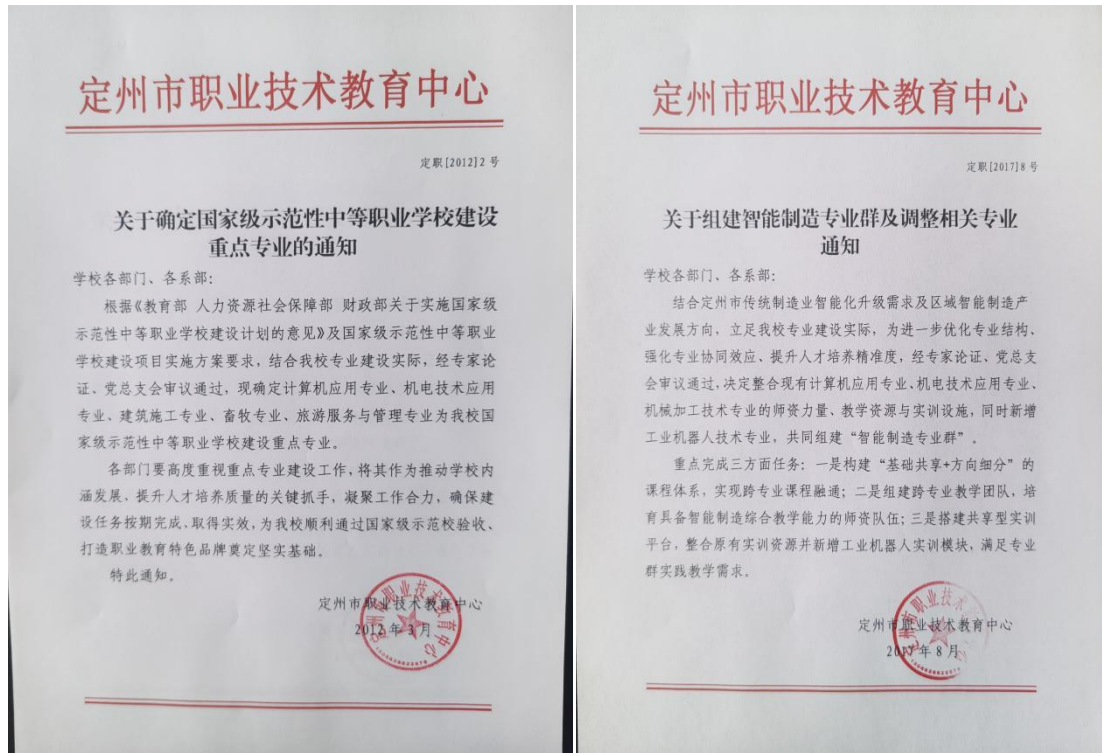 定州市职业技术教育中心
定职[2012]2号
关于确定国家级示范性中等职业学校建设
重点专业的通知
学校各部门、各系部:
根据《教育部 人力资源社会保障部 财政部关于实施国家级
示范性中等职业学校建设计划的意见》及国家级示范性中等职业
学校建设项目实施方案要求，结合我校专业建设实际，经专家论
证、党总支会审议通过，现确定计算机应用专业、机电技术应用
专业、建筑施工专业、畜牧专业、旅游服务与管理专业为我校国
家级示范性中等职业学校建设重点专业。
各部门要高度重视重点专业建设工作，将其作为推动学校内
涵发展、提升人才培养质量的关键抓手，凝聚工作合力，确保建
设任务按期完成、取得实效，为我校顺利通过国家级示范校验收、
打造职业教育特色品牌奠定坚实基础。
特此通知。
定州市职业技术教育中心
2012年3月
定州市职业技术教育中心
定州市职业技术教育中心
定职[2017]8号
关于组建智能制造专业群及调整相关专业
通知
学校各部门、各系部:
结合定州市传统制造业智能化升级需求及区域智能制造产
业发展方向，立足我校专业建设实际，为进一步优化专业结构、
强化专业协同效应、提升人才培养精准度，经专家论证、党总支
会审议通过，决定整合现有计算机应用专业、机电技术应用专业、
机械加工技术专业的师资力量、教学资源与实训设施，同时新增
工业机器人技术专业，共同组建“智能制造专业群”。
重点完成三方面任务：一是构建“基础共享+方向细分”的
课程体系，实现跨专业课程融通；二是组建跨专业教学团队，培
育具备智能制造综合教学能力的师资队伍；三是搭建共享型实训
平台，整合原有实训资源并新增工业机器人实训模块，满足专业
群实践教学需求。
定州市职业技术教育中心
2017年8月
定州市职业技术